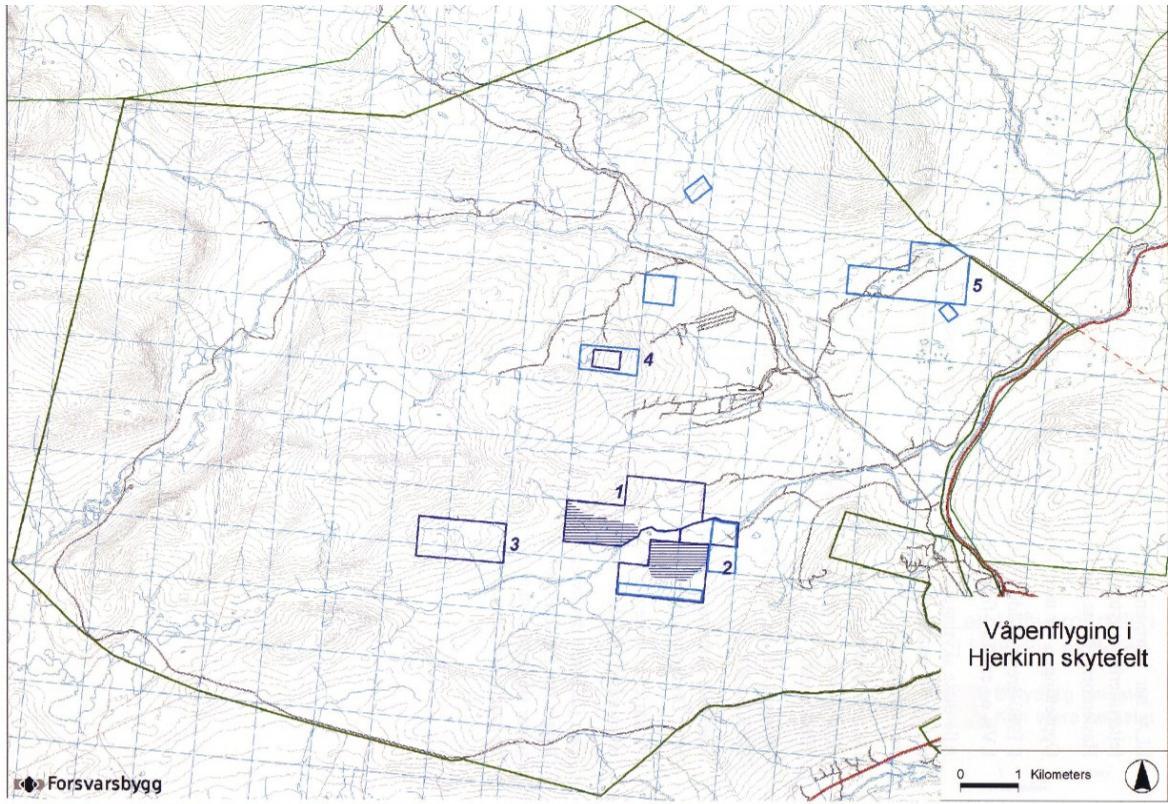 5
4
1
3
2
Våpenflyging i
Hjerkinn skytefelt
0 1 Kilometers
Forsvarsbygg